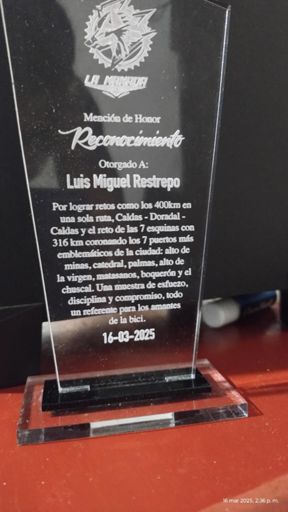 LA MANADA
Mención de Honor
Reconocimiento
Otorgado A:
Luis Miguel Restrepo
Por lograr retos como los 400km en
una sola ruta, Caldas - Doradal -
Caldas y el reto de las 7 esquinas con
316 km coronando los 7 puertos más
emblemáticos de la ciudad: alto de
minas, catedral, palmas, alto de
la virgen, matasanos, boquerón y el
chuscal. Una muestra de esfuezo,
disciplina y compromiso, todo
un referente para los amantes
de la bici.
16-03-2025
16 mar 2025, 2:36 p. m.